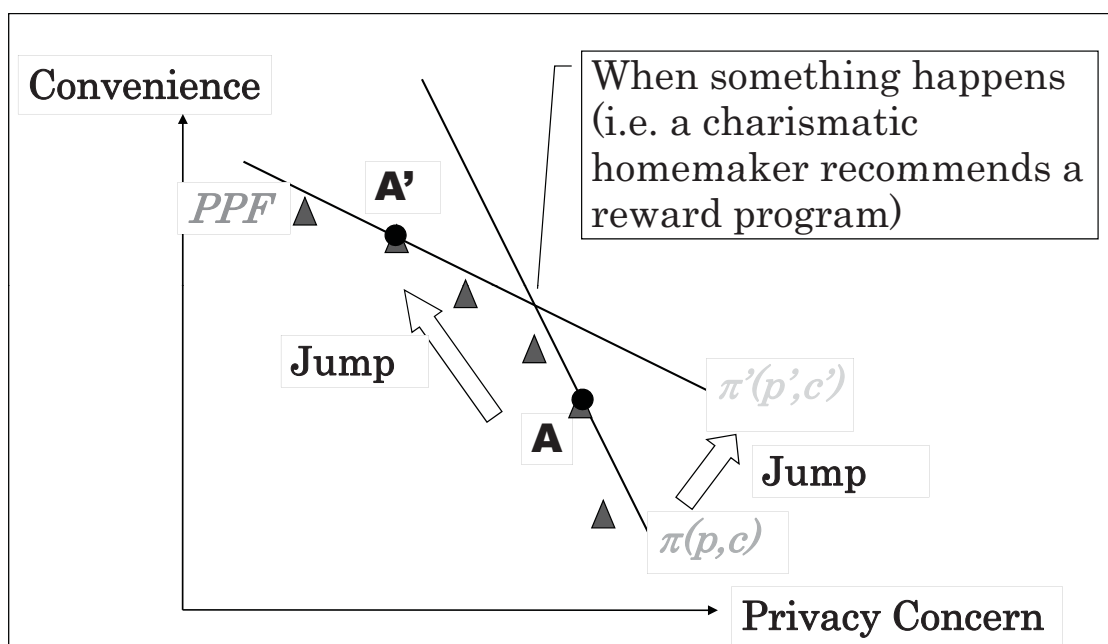 Convenience
When something happens
(i.e. a charismatic
homemaker recommends a
reward program)
PPF
A’
Jump
π’(p’,c’)
A
Jump
π(p,c)
Privacy Concern